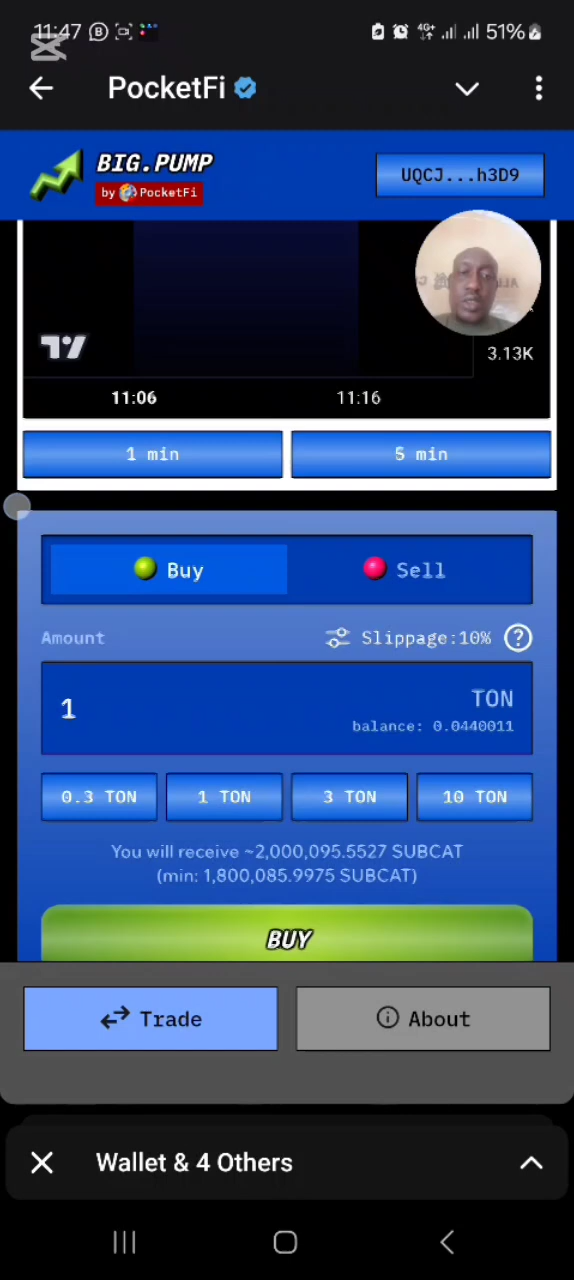 11:47
51%
PocketFi
BIG.PUMP
by PocketFi
UQCJ...h3D9
3.13K
11:06 11:16
1 min 5 min
Buy Sell
Amount Slippage:10% ?
1 TON
balance: 0.0440011
0.3 TON 1 TON 3 TON 10 TON
You will receive ~2,000,095.5527 SUBCAT
(min: 1,800,085.9975 SUBCAT)
BUY
Trade About
Wallet & 4 Others